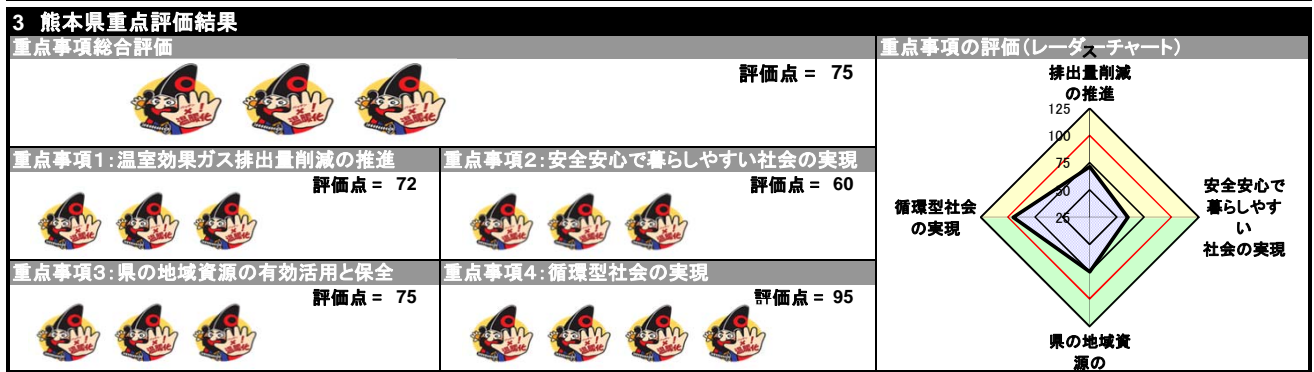 3 熊本県重点評価結果
重点事項総合評価
評価点 = 75
重点事項1:温室効果ガス排出量削減の推進
評価点 = 72
重点事項2:安全安心で暮らしやすい社会の実現
評価点 = 60
重点事項3:県の地域資源の有効活用と保全
評価点 = 75
重点事項4:循環型社会の実現
評価点 = 95
重点事項の評価(レーダーチャート)
ス
排出量削減
の推進
125
100
75
50
25
安全安心で
暮らしやす
い
社会の実現
循環型社会
の実現
県の地域資
源の